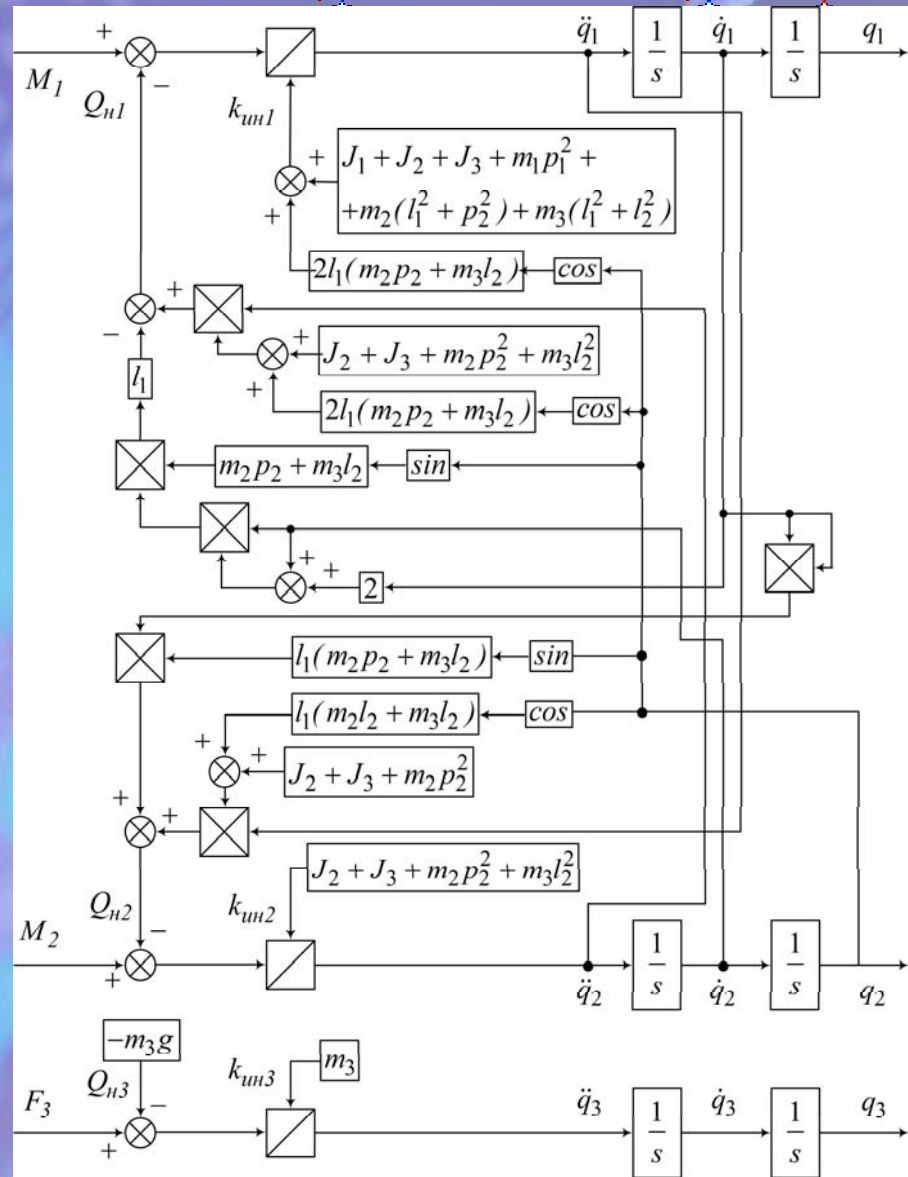 + q̈₁ 1/s q̇₁ 1/s q₁
M₁ −
Qн1 kин1
+ J₁ + J₂ + J₃ + m₁p₁² +
+ +m₂(l₁² + p₂²) + m₃(l₁² + l₂²)
2l₁(m₂p₂ + m₃l₂) cos
+
− + J₂ + J₃ + m₂p₂² + m₃l₂²
l₁ +
2l₁(m₂p₂ + m₃l₂) cos
m₂p₂ + m₃l₂ sin
+ + 2
l₁(m₂p₂ + m₃l₂) sin
l₁(m₂l₂ + m₃l₂) cos
+ + J₂ + J₃ + m₂p₂²
+ +
J₂ + J₃ + m₂p₂² + m₃l₂²
Qн2 kин2
M₂ −
+ q̈₂ 1/s q̇₂ 1/s q₂
−m₃g
Qн3 kин3 m₃
F₃ −
+ q̈₃ 1/s q̇₃ 1/s q₃